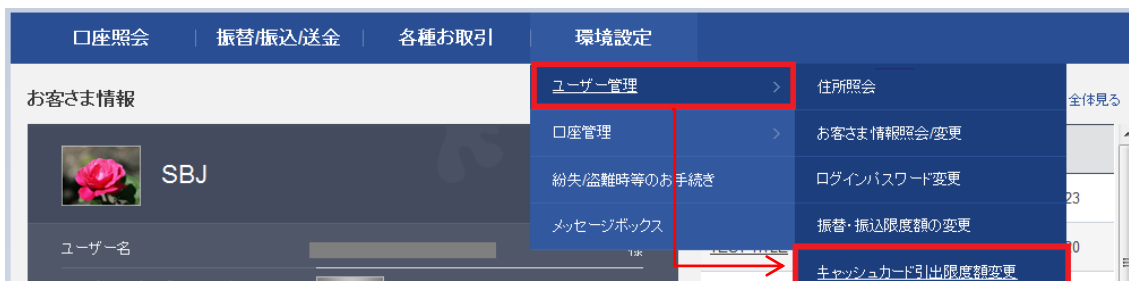 口座照会 振替/振込/送金 各種お取引 環境設定
お客さま情報
全体見る
SBJ
ユーザー名
様
ユーザー管理
口座管理
紛失/盗難時等のお手続き
メッセージボックス
住所照会
お客さま情報照会/変更
ログインパスワード変更
振替・振込限度額の変更
キャッシュカード引出限度額変更
23